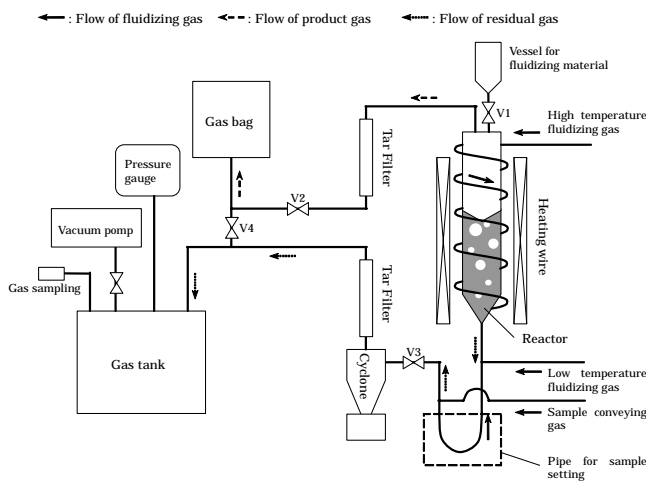 : Flow of fluidizing gas
: Flow of product gas
: Flow of residual gas
Vessel for
fluidizing material
V1
High temperature
fluidizing gas
Gas bag
Tar Filter
Pressure
gauge
Heating wire
V2
Vacuum pump
V4
Gas sampling
Tar Filter
Reactor
Gas tank
V3
Cyclone
Low temperature
fluidizing gas
Sample conveying
gas
Pipe for sample
setting